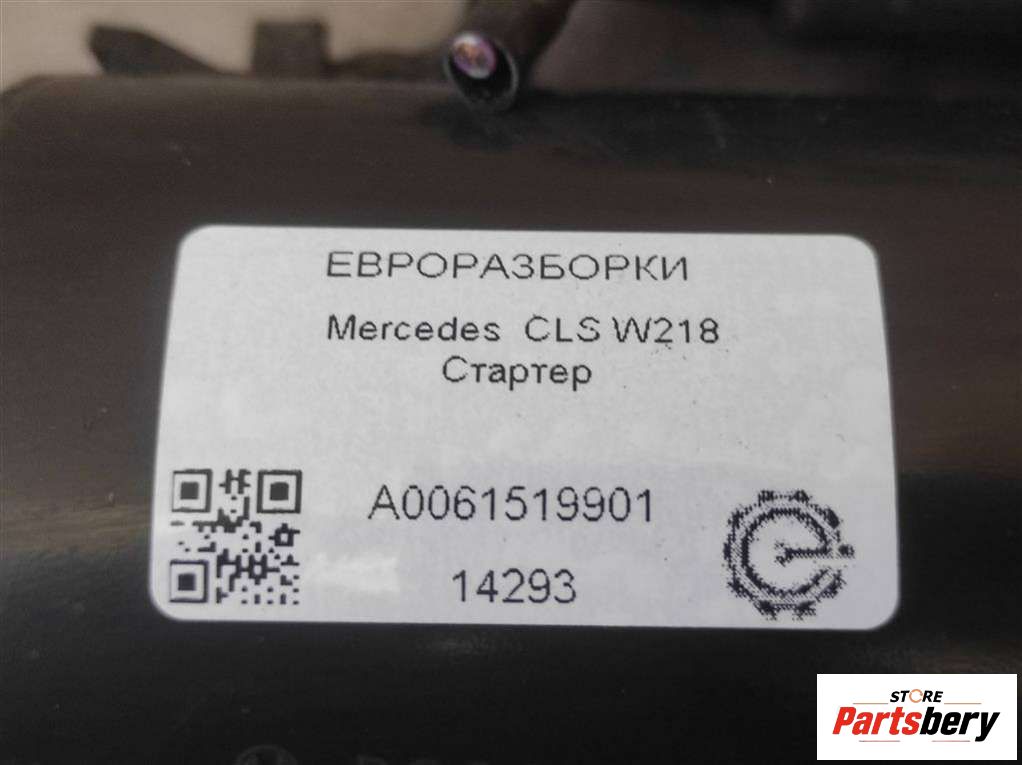 ЕВРОРАЗБОРКИ
Mercedes CLS W218
Стартер
A0061519901
14293
STORE
Partsbery